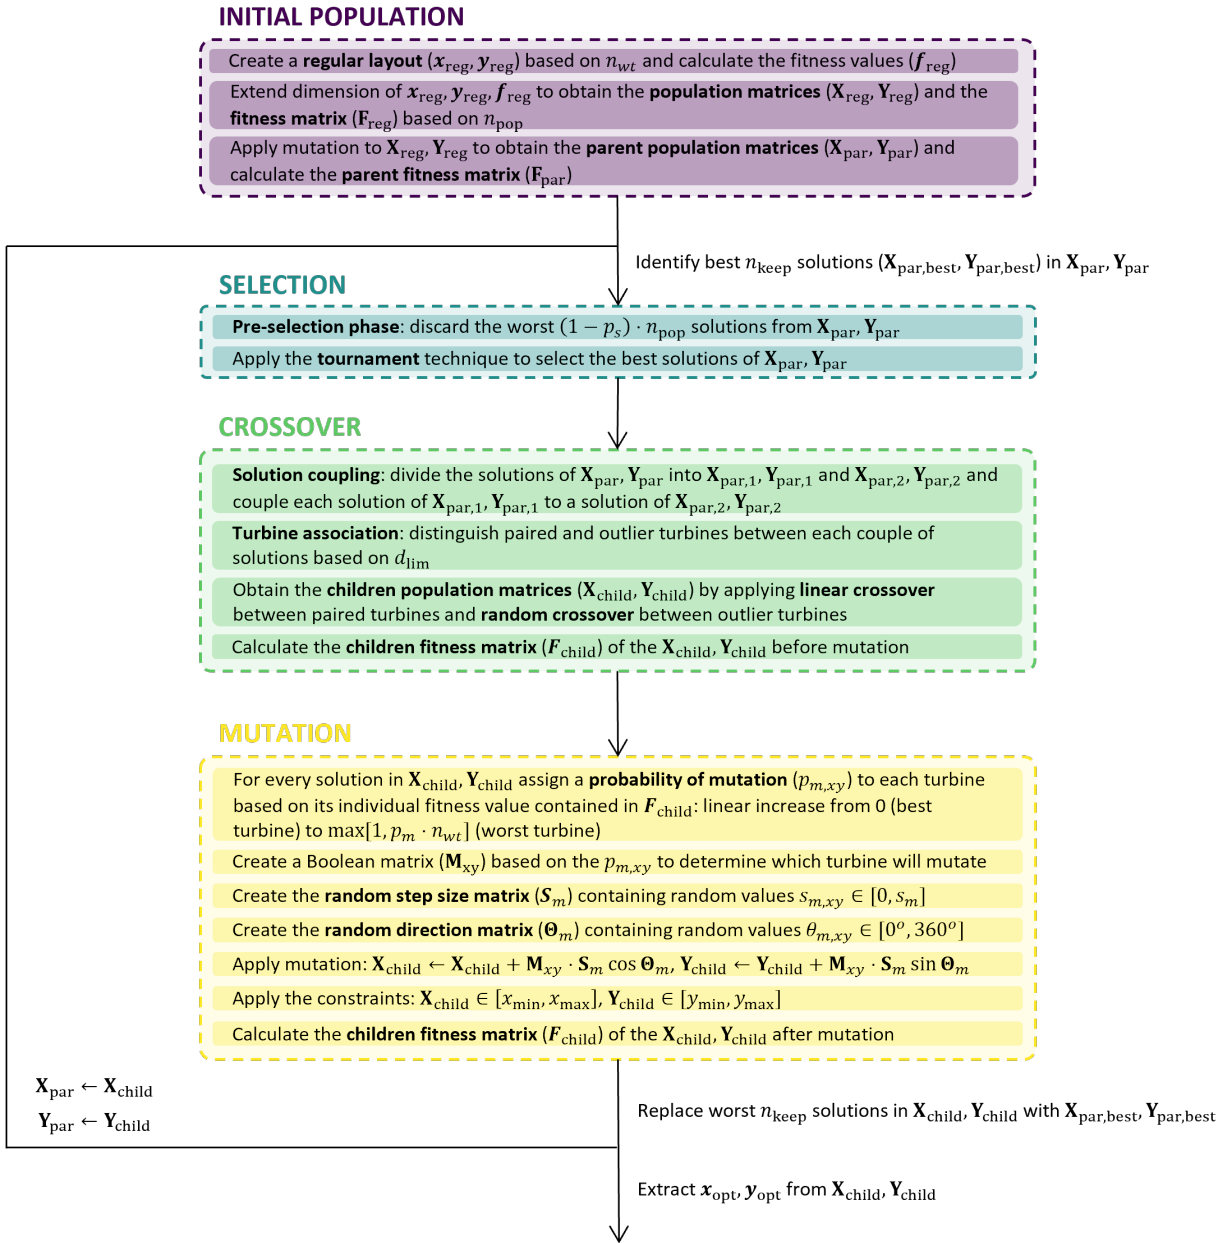 INITIAL POPULATION
Create a regular layout (x_reg, y_reg) based on n_wt and calculate the fitness values (f_reg)
Extend dimension of x_reg, y_reg, f_reg to obtain the population matrices (X_reg, Y_reg) and the
fitness matrix (F_reg) based on n_pop
Apply mutation to X_reg, Y_reg to obtain the parent population matrices (X_par, Y_par) and
calculate the parent fitness matrix (F_par)
Identify best n_keep solutions (X_par,best, Y_par,best) in X_par, Y_par
SELECTION
Pre-selection phase: discard the worst (1 − p_s) · n_pop solutions from X_par, Y_par
Apply the tournament technique to select the best solutions of X_par, Y_par
CROSSOVER
Solution coupling: divide the solutions of X_par, Y_par into X_par,1, Y_par,1 and X_par,2, Y_par,2 and
couple each solution of X_par,1, Y_par,1 to a solution of X_par,2, Y_par,2
Turbine association: distinguish paired and outlier turbines between each couple of
solutions based on d_lim
Obtain the children population matrices (X_child, Y_child) by applying linear crossover
between paired turbines and random crossover between outlier turbines
Calculate the children fitness matrix (F_child) of the X_child, Y_child before mutation
MUTATION
For every solution in X_child, Y_child assign a probability of mutation (p_m,xy) to each turbine
based on its individual fitness value contained in F_child: linear increase from 0 (best
turbine) to max[1, p_m · n_wt] (worst turbine)
Create a Boolean matrix (M_xy) based on the p_m,xy to determine which turbine will mutate
Create the random step size matrix (S_m) containing random values s_m,xy ∈ [0, s_m]
Create the random direction matrix (Θ_m) containing random values θ_m,xy ∈ [0°, 360°]
Apply mutation: X_child ← X_child + M_xy · S_m cos Θ_m, Y_child ← Y_child + M_xy · S_m sin Θ_m
Apply the constraints: X_child ∈ [x_min, x_max], Y_child ∈ [y_min, y_max]
Calculate the children fitness matrix (F_child) of the X_child, Y_child after mutation
X_par ← X_child
Y_par ← Y_child
Replace worst n_keep solutions in X_child, Y_child with X_par,best, Y_par,best
Extract x_opt, y_opt from X_child, Y_child